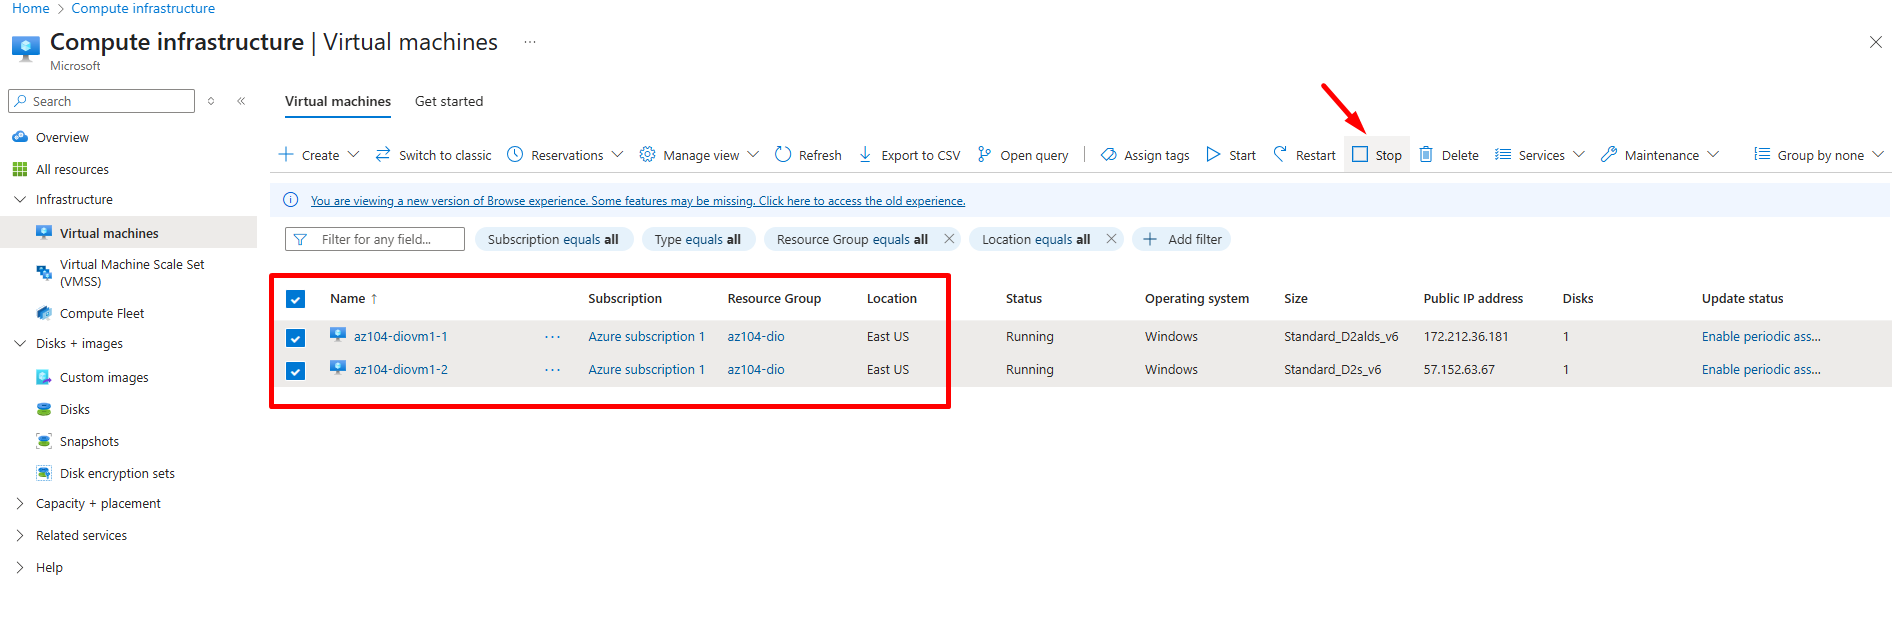 Home > Compute infrastructure
Compute infrastructure | Virtual machines ...
Microsoft
Search
Overview
All resources
Infrastructure
Virtual machines
Virtual Machine Scale Set
(VMSS)
Compute Fleet
Disks + images
Custom images
Disks
Snapshots
Disk encryption sets
Capacity + placement
Related services
Help
Virtual machines Get started
Create Switch to classic Reservations Manage view Refresh Export to CSV Open query Assign tags Start Restart Stop Delete Services Maintenance Group by none
You are viewing a new version of Browse experience. Some features may be missing. Click here to access the old experience.
Filter for any field... Subscription equals all Type equals all Resource Group equals all Location equals all Add filter
Name ↑ Subscription Resource Group Location Status Operating system Size Public IP address Disks Update status
az104-diovm1-1 ... Azure subscription 1 az104-dio East US Running Windows Standard_D2alds_v6 172.212.36.181 1 Enable periodic ass...
az104-diovm1-2 ... Azure subscription 1 az104-dio East US Running Windows Standard_D2s_v6 57.152.63.67 1 Enable periodic ass...